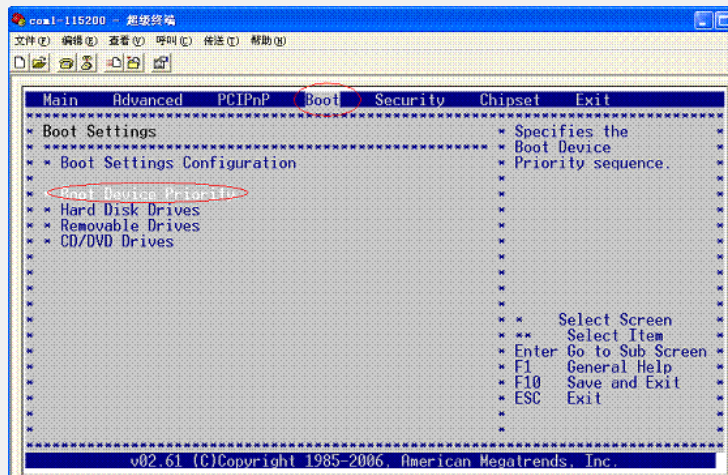 com1-115200 - 超级终端
文件(F) 编辑(E) 查看(V) 呼叫(C) 传送(T) 帮助(H)
Main Advanced PCIPnP Boot Security Chipset Exit
Boot Settings
* Boot Settings Configuration
* Boot Device Priority
* Hard Disk Drives
* Removable Drives
* CD/DVD Drives
* Specifies the
* Boot Device
* Priority sequence.
* * Select Screen
* ** Select Item
* Enter Go to Sub Screen
* F1 General Help
* F10 Save and Exit
* ESC Exit
v02.61 (C)Copyright 1985-2006, American Megatrends, Inc.